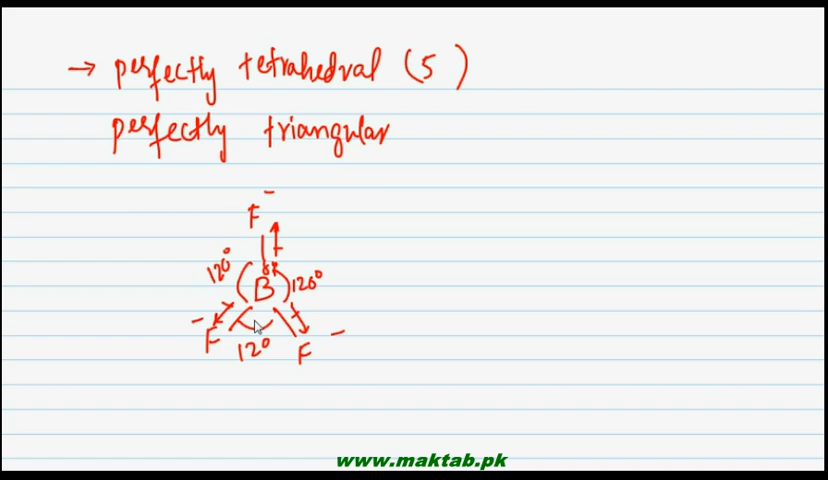 → perfectly tetrahedral (5)
perfectly triangular
F⁻
120° 120°
B
⁻F 120 F⁻
www.maktab.pk